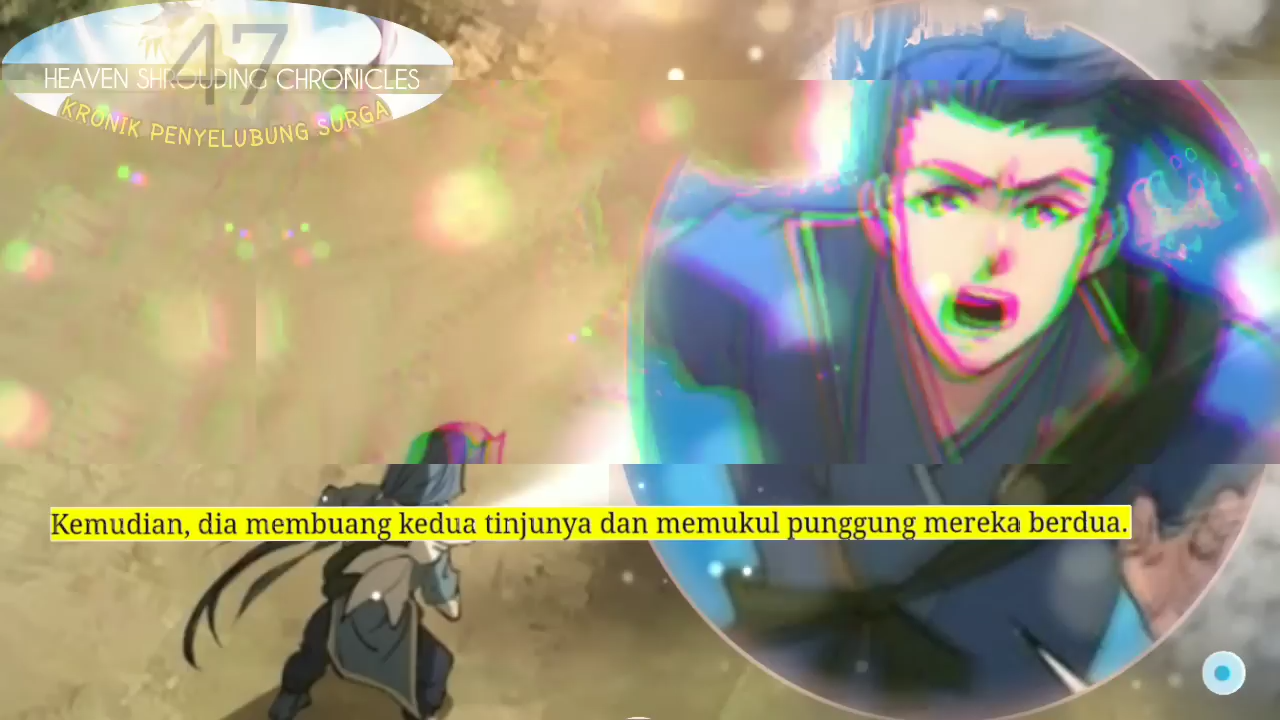 47
HEAVEN SHROUDING CHRONICLES
KRONIK PENYELUBUNG SURGA
Kemudian, dia membuang kedua tinjunya dan memukul punggung mereka berdua.